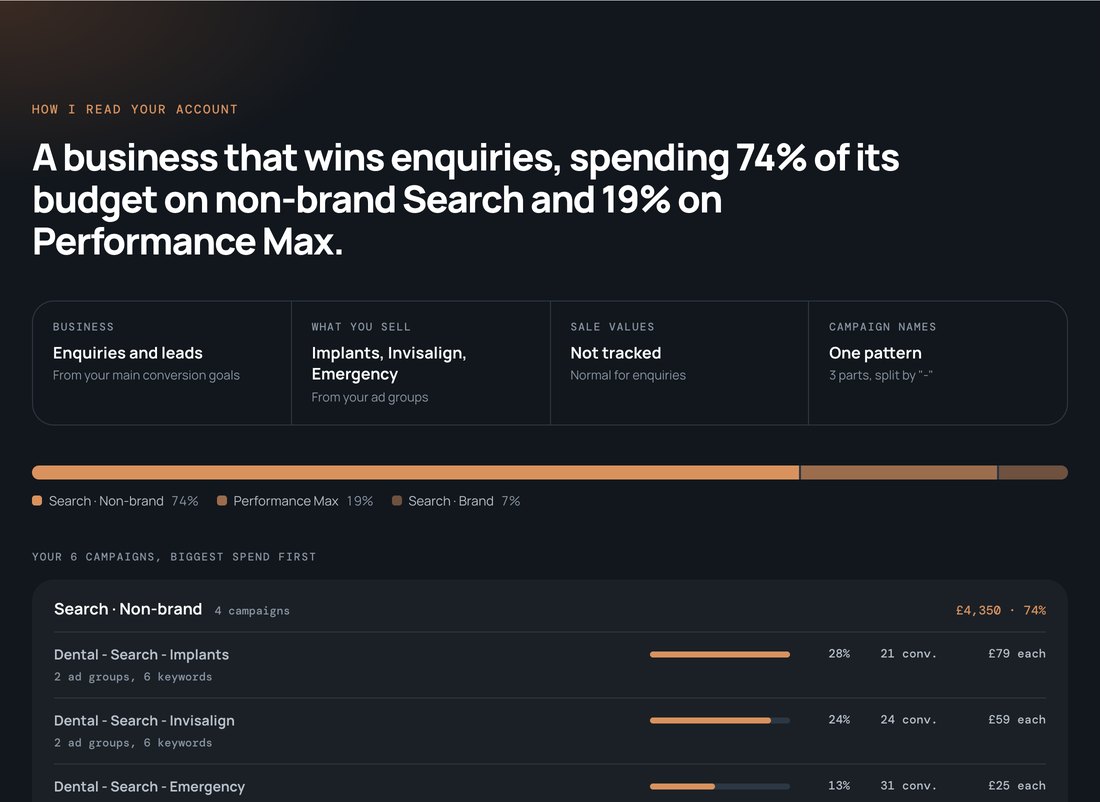 HOW I READ YOUR ACCOUNT
A business that wins enquiries, spending 74% of its
budget on non-brand Search and 19% on
Performance Max.
BUSINESS
Enquiries and leads
From your main conversion goals
WHAT YOU SELL
Implants, Invisalign,
Emergency
From your ad groups
SALE VALUES
Not tracked
Normal for enquiries
CAMPAIGN NAMES
One pattern
3 parts, split by "-"
Search · Non-brand 74% Performance Max 19% Search · Brand 7%
YOUR 6 CAMPAIGNS, BIGGEST SPEND FIRST
Search · Non-brand 4 campaigns £4,350 · 74%
Dental - Search - Implants 28% 21 conv. £79 each
2 ad groups, 6 keywords
Dental - Search - Invisalign 24% 24 conv. £59 each
2 ad groups, 6 keywords
Dental - Search - Emergency 13% 31 conv. £25 each